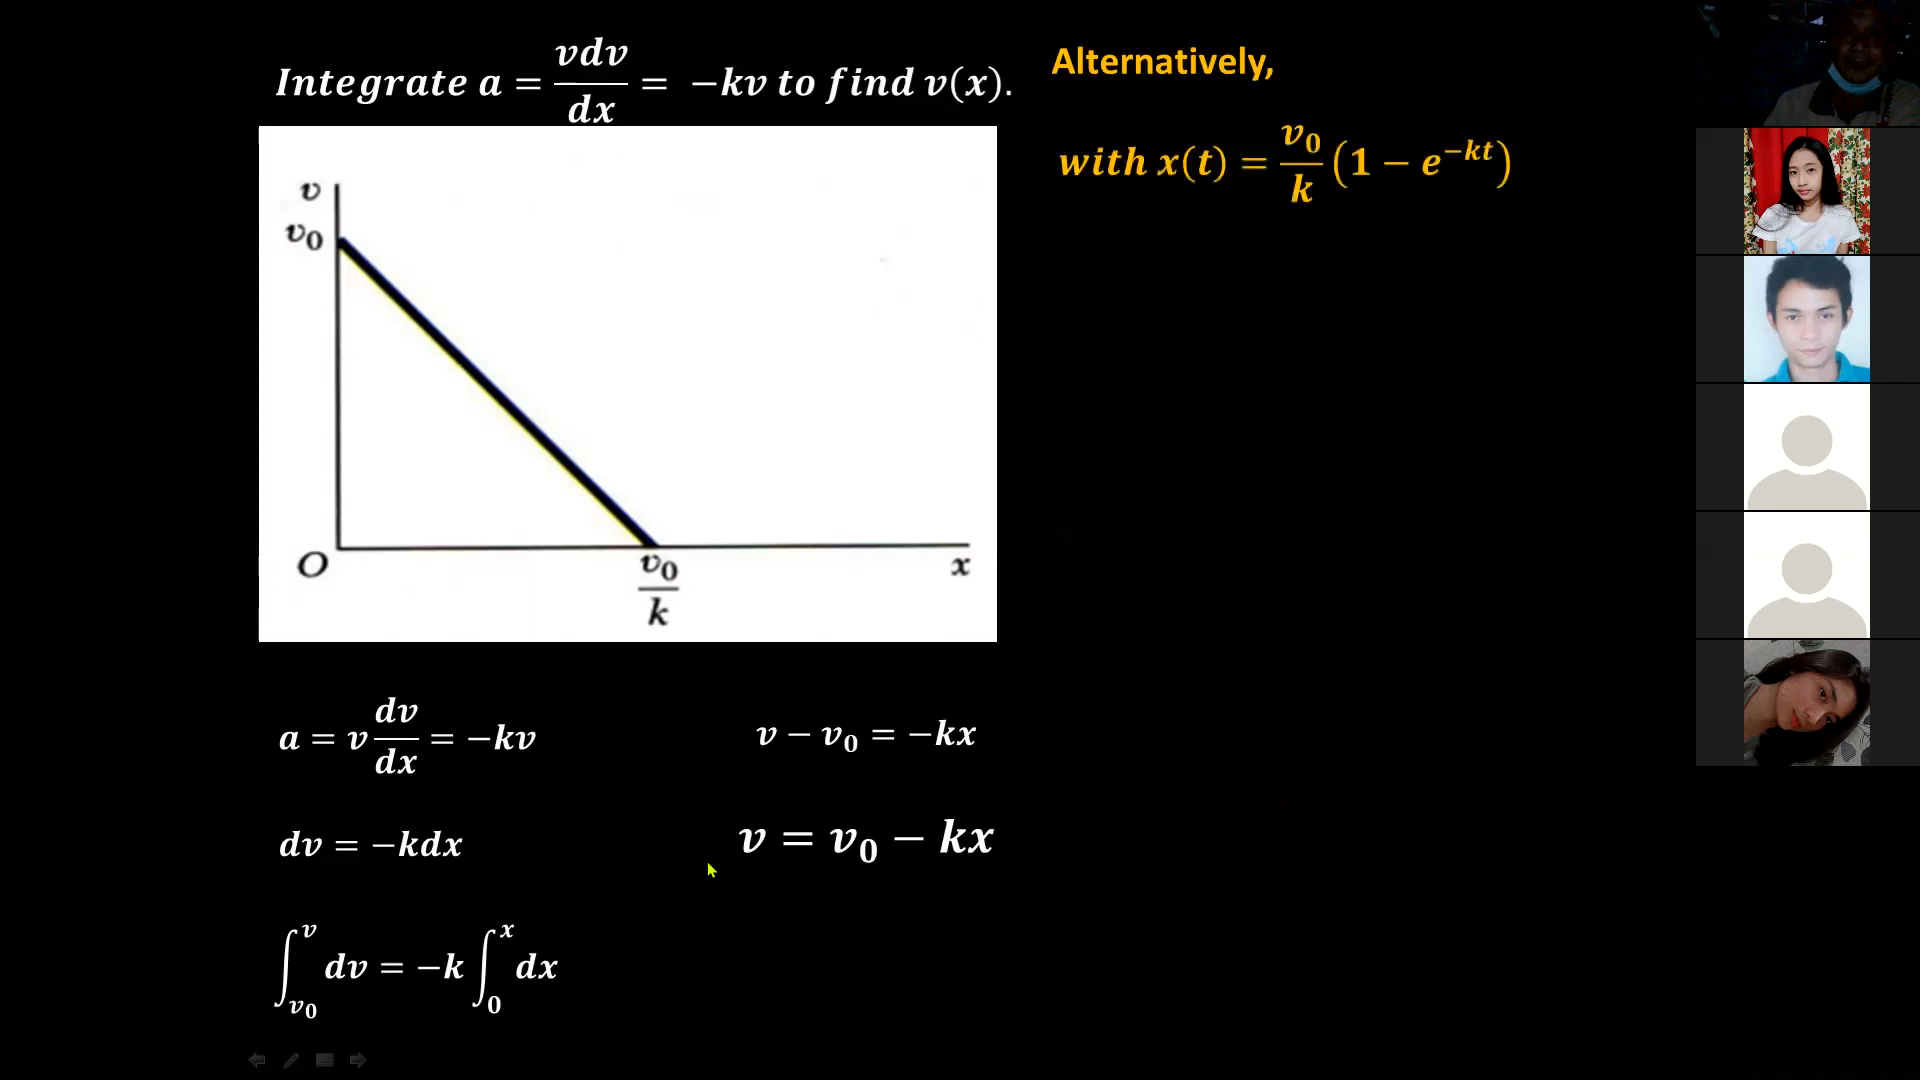 Integrate a = vdv/dx = −kv to find v(x).
v
v₀
O
v₀/k
x
a = v dv/dx = −kv
dv = −kdx
∫_{v₀}^{v} dv = −k ∫_{0}^{x} dx
v − v₀ = −kx
v = v₀ − kx
Alternatively,
with x(t) = v₀/k (1 − e^{−kt})